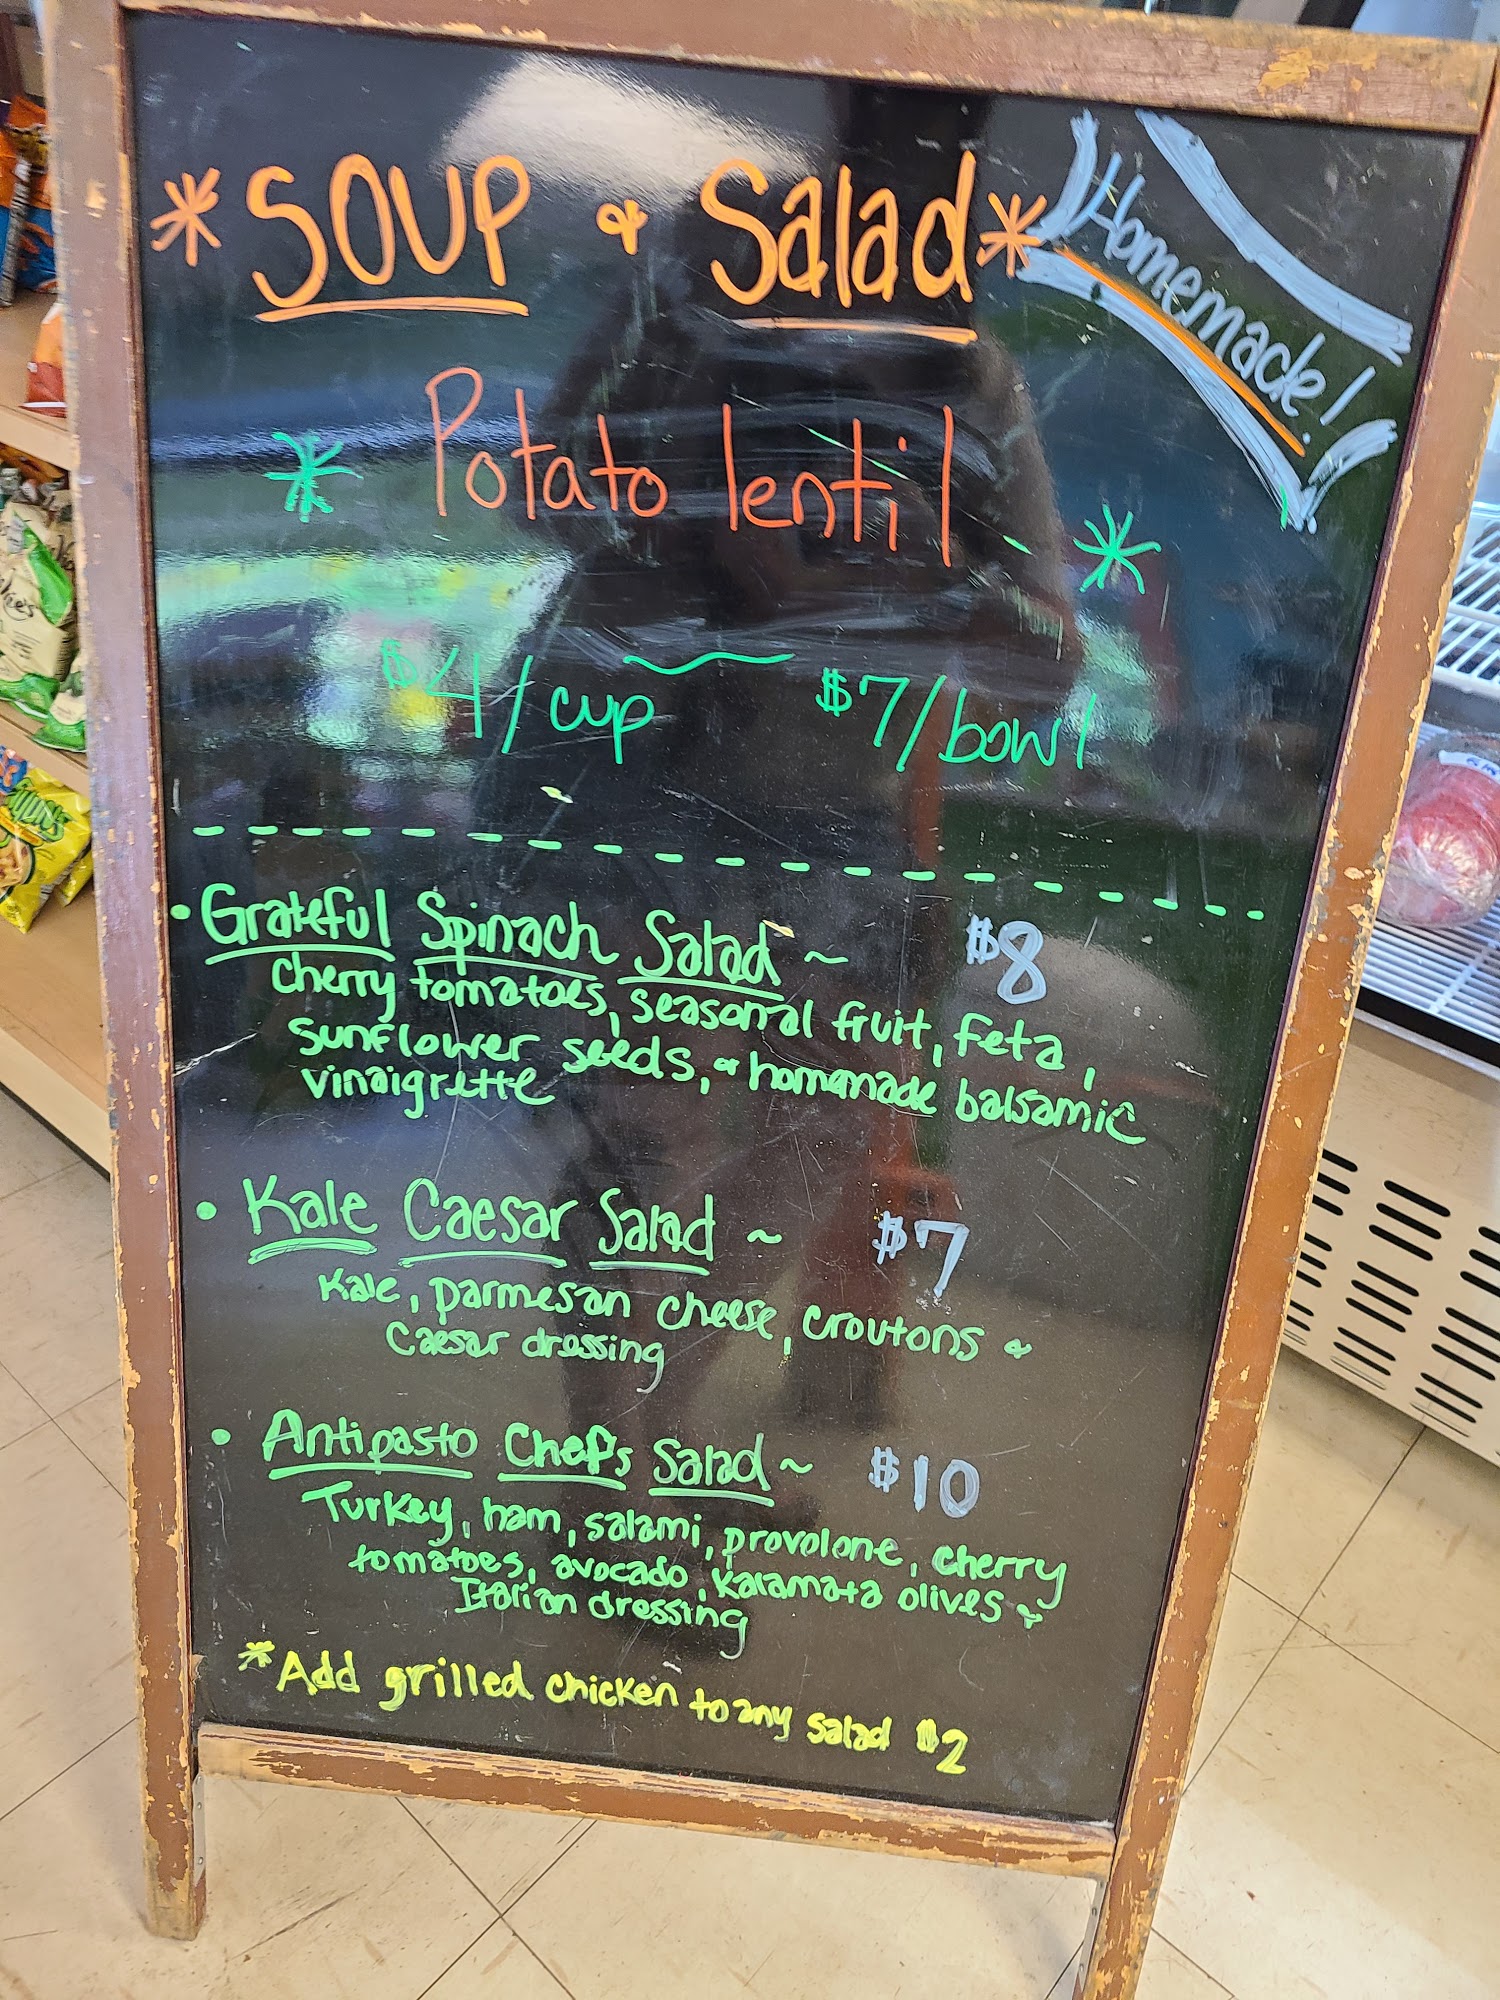 *SOUP & Salad*
Homemade!
* Potato lentil *
$4/cup ~ $7/bowl
• Grateful Spinach Salad ~ $8
cherry tomatoes, seasonal fruit, feta,
sunflower seeds, & homemade balsamic
vinaigrette
• Kale Caesar Salad ~ $7
Kale, parmesan cheese, croutons &
Caesar dressing
• Antipasto Chef's Salad ~ $10
Turkey, ham, salami, provolone, cherry
tomatoes, avocado, kalamata olives &
Italian dressing
*Add grilled chicken to any salad $2